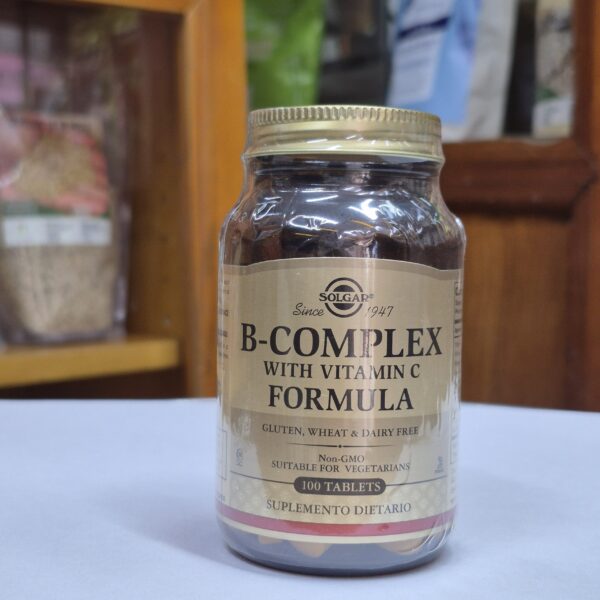 SOLGAR®
Since 1947
B-COMPLEX
WITH VITAMIN C
FORMULA
GLUTEN, WHEAT & DAIRY FREE
Non-GMO
SUITABLE FOR VEGETARIANS
100 TABLETS
SUPLEMENTO DIETARIO